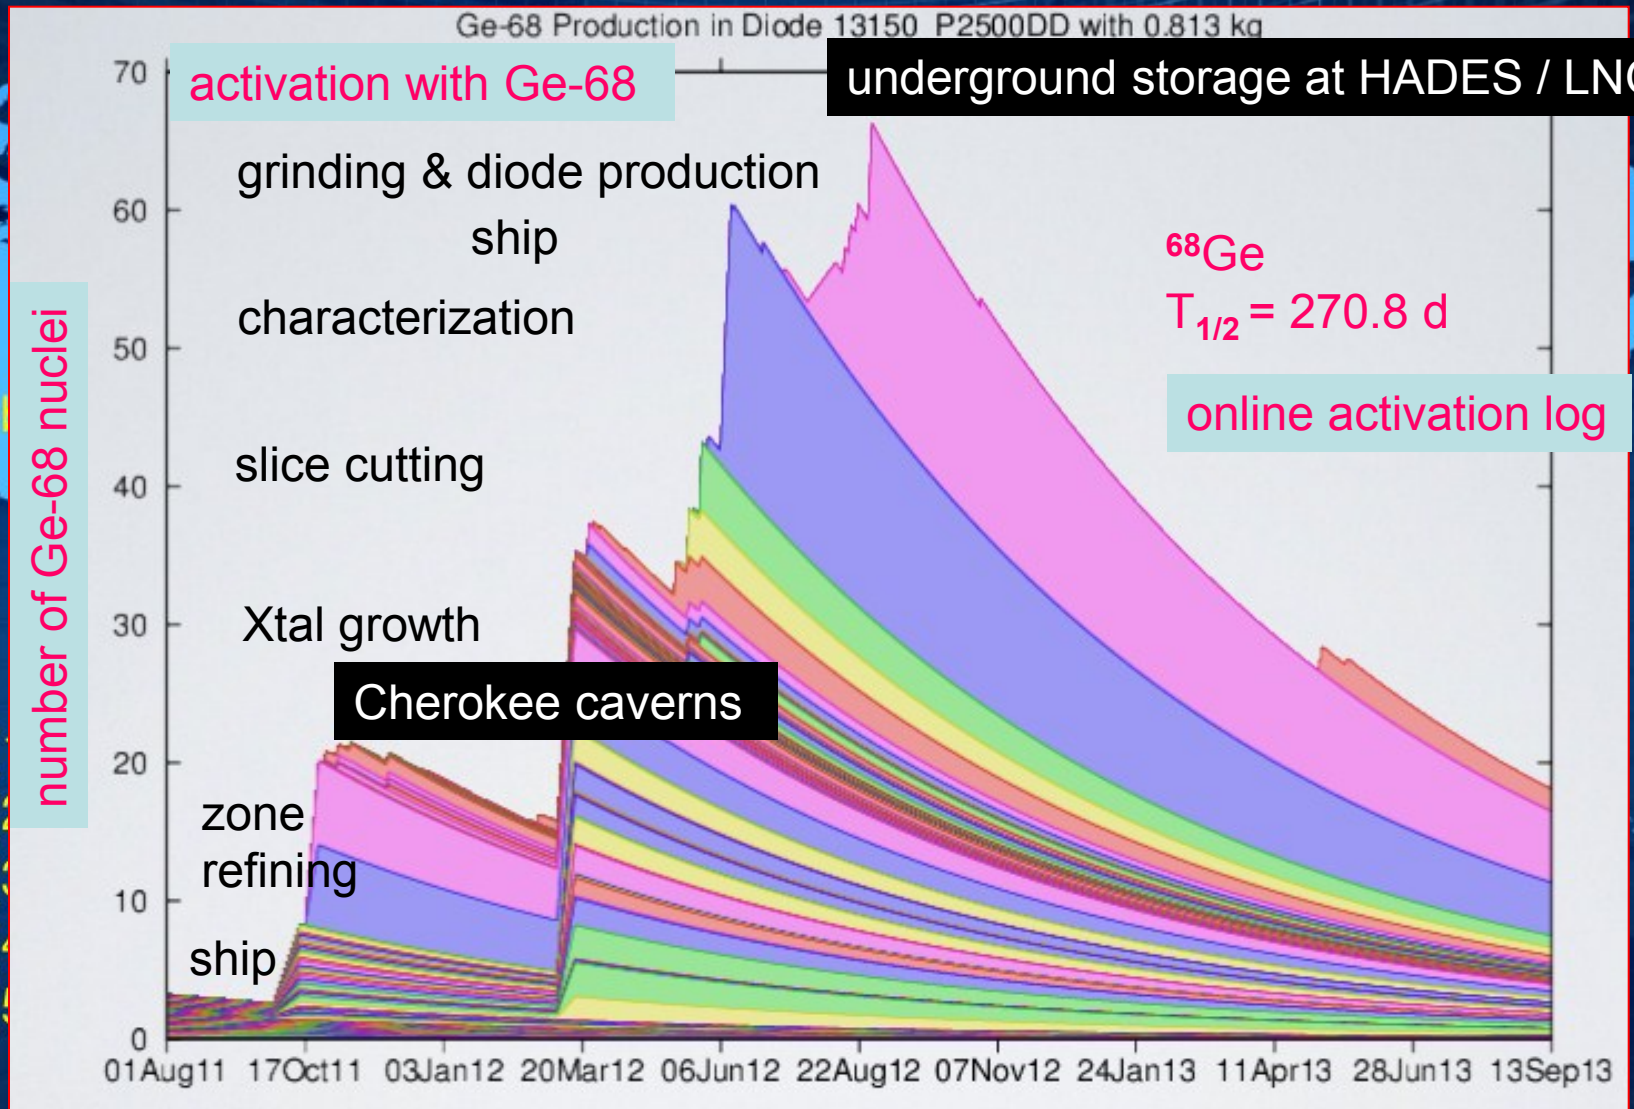 Ge-68 Production in Diode 13150 P2500DD with 0.813 kg
activation with Ge-68
underground storage at HADES / LN
grinding & diode production
ship
characterization
slice cutting
Xtal growth
Cherokee caverns
zone
refining
ship
68Ge
T1/2 = 270.8 d
online activation log
number of Ge-68 nuclei
70
60
50
40
30
20
10
0
01Aug11 17Oct11 03Jan12 20Mar12 06Jun12 22Aug12 07Nov12 24Jan13 11Apr13 28Jun13 13Sep13